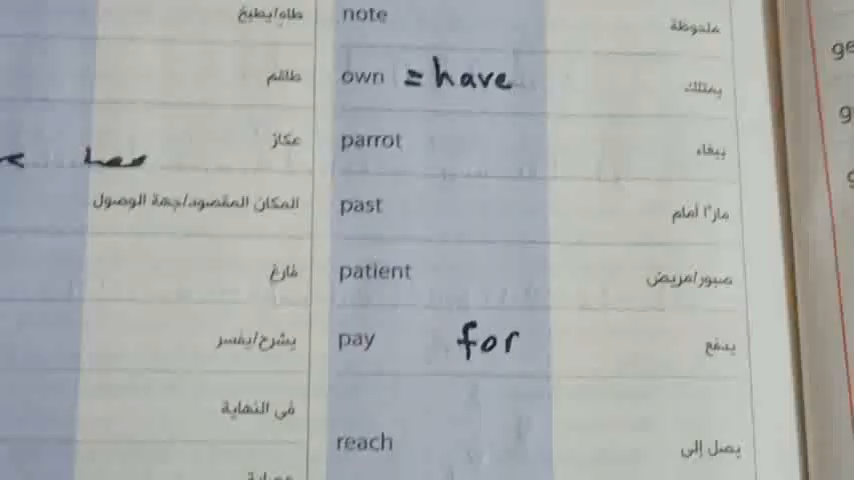 طاه/يطبخ note ملحوظة
طاقم own = have يمتلك
عكاز parrot ببغاء
المكان المقصود/جهة الوصول past مارًا أمام
فارغ patient صبور/مريض
يشرح/يفسر pay for يدفع
في النهاية
reach يصل إلى